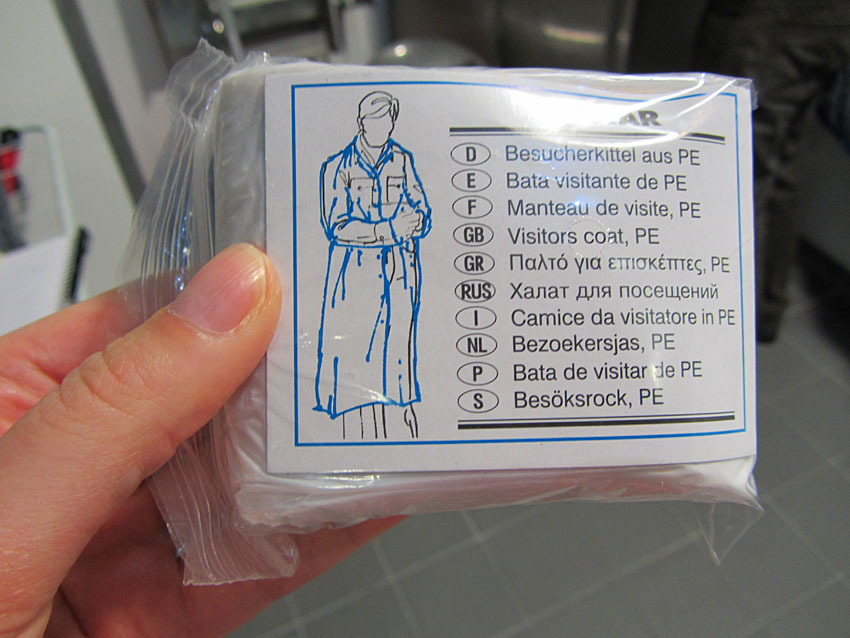 D Besucherkittel aus PE
E Bata visitante de PE
F Manteau de visite, PE
GB Visitors coat, PE
GR Παλτό για επισκέπτες, PE
RUS Халат для посещений
I Camice da visitatore in PE
NL Bezoekersjas, PE
P Bata de visitar de PE
S Besöksrock, PE